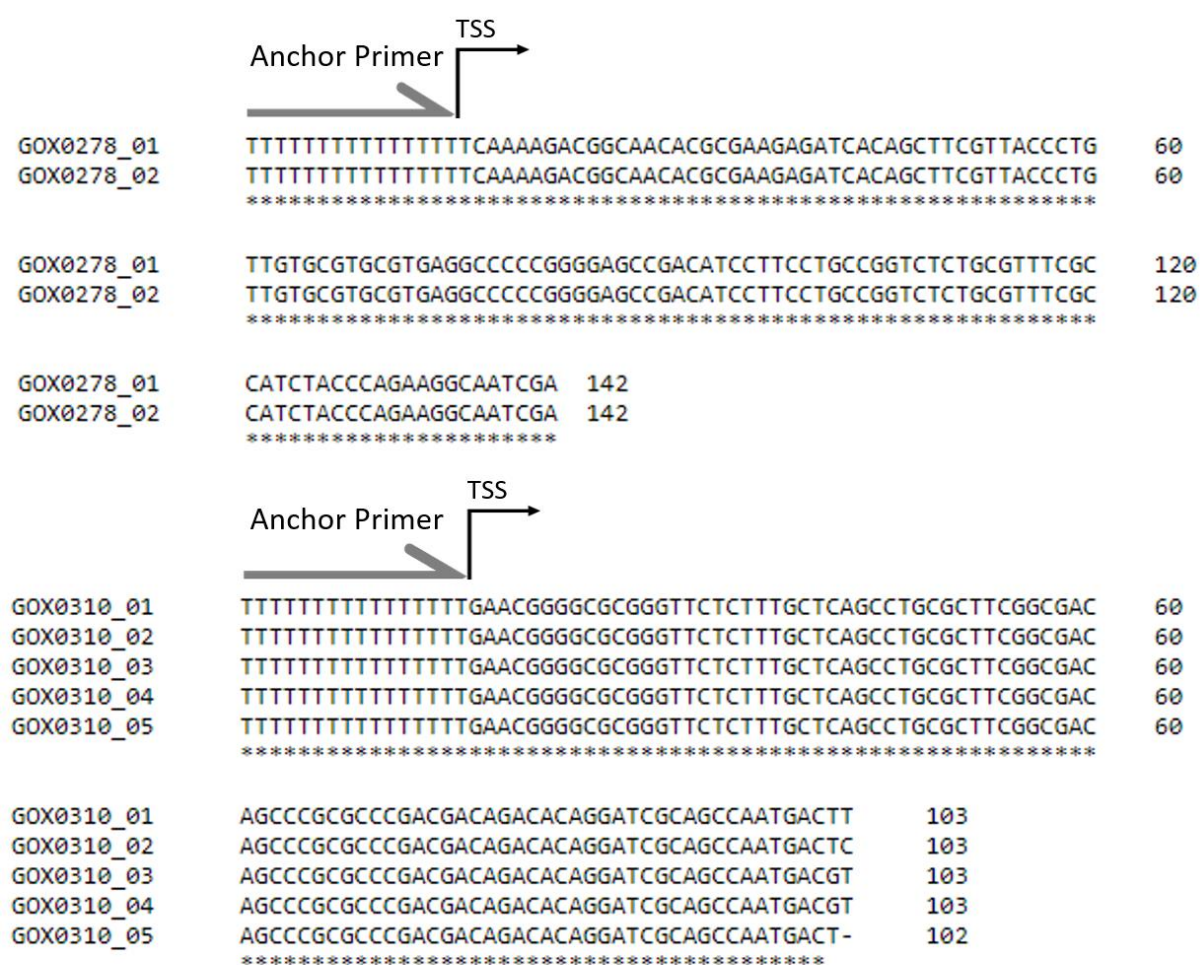 TSS
Anchor Primer
GOX0278_01 TTTTTTTTTTTTTTTTCAAAAGACGGCAACACGCGAAGAGATCACAGCTTCGTTACCCTG 60
GOX0278_02 TTTTTTTTTTTTTTTTCAAAAGACGGCAACACGCGAAGAGATCACAGCTTCGTTACCCTG 60
************************************************************
GOX0278_01 TTGTGCGTGCGTGAGGCCCCCGGGGAGCCGACATCCTTCCTGCCGGTCTCTGCGTTTCGC 120
GOX0278_02 TTGTGCGTGCGTGAGGCCCCCGGGGAGCCGACATCCTTCCTGCCGGTCTCTGCGTTTCGC 120
************************************************************
GOX0278_01 CATCTACCCAGAAGGCAATCGA 142
GOX0278_02 CATCTACCCAGAAGGCAATCGA 142
**********************
TSS
Anchor Primer
GOX0310_01 TTTTTTTTTTTTTTTTGAACGGGGCGCGGGTTCTCTTTGCTCAGCCTGCGCTTCGGCGAC 60
GOX0310_02 TTTTTTTTTTTTTTTTGAACGGGGCGCGGGTTCTCTTTGCTCAGCCTGCGCTTCGGCGAC 60
GOX0310_03 TTTTTTTTTTTTTTTTGAACGGGGCGCGGGTTCTCTTTGCTCAGCCTGCGCTTCGGCGAC 60
GOX0310_04 TTTTTTTTTTTTTTTTGAACGGGGCGCGGGTTCTCTTTGCTCAGCCTGCGCTTCGGCGAC 60
GOX0310_05 TTTTTTTTTTTTTTTTGAACGGGGCGCGGGTTCTCTTTGCTCAGCCTGCGCTTCGGCGAC 60
************************************************************
GOX0310_01 AGCCCGCGCCCGACGACAGACACAGGATCGCAGCCAATGACTT 103
GOX0310_02 AGCCCGCGCCCGACGACAGACACAGGATCGCAGCCAATGACTC 103
GOX0310_03 AGCCCGCGCCCGACGACAGACACAGGATCGCAGCCAATGACGT 103
GOX0310_04 AGCCCGCGCCCGACGACAGACACAGGATCGCAGCCAATGACGT 103
GOX0310_05 AGCCCGCGCCCGACGACAGACACAGGATCGCAGCCAATGACT- 102
*****************************************